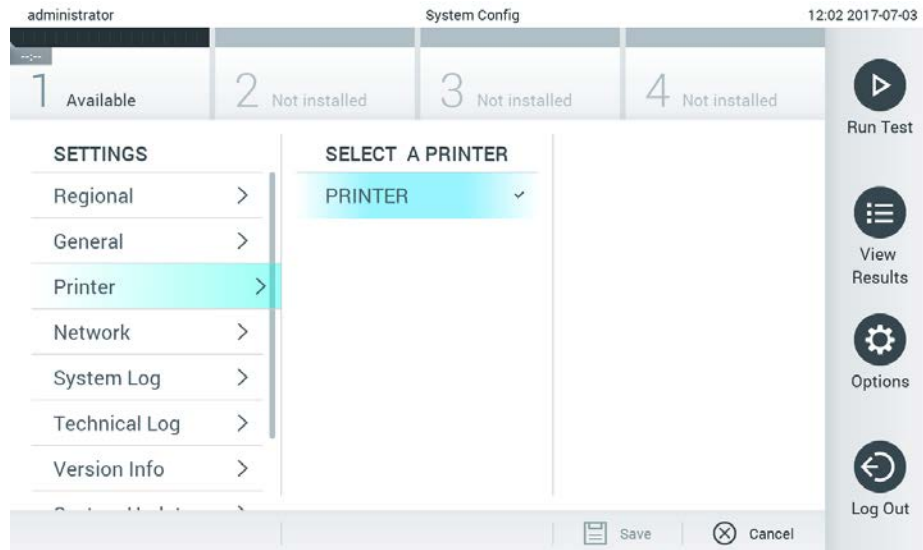 administrator
System Config
12:02 2017-07-03
--:--
1 Available
2 Not installed
3 Not installed
4 Not installed
Run Test
View
Results
Options
Log Out
SETTINGS
Regional
General
Printer
Network
System Log
Technical Log
Version Info
SELECT A PRINTER
PRINTER
Save
Cancel